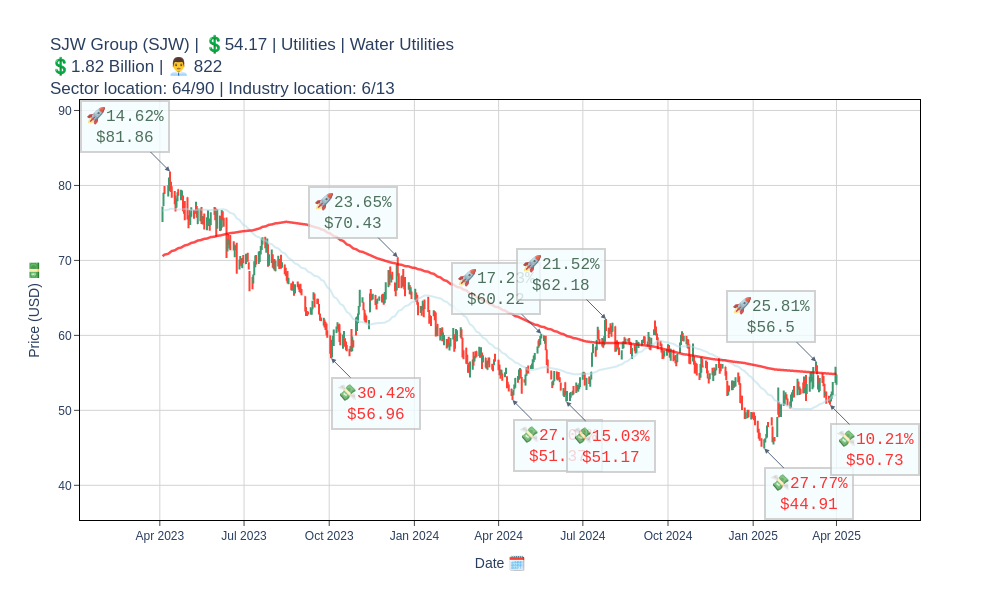 SJW Group (SJW) | 💲54.17 | Utilities | Water Utilities
💲1.82 Billion | 👨‍💼 822
Sector location: 64/90 | Industry location: 6/13
90
80
70
60
50
40
Price (USD) 💵
🚀14.62%
$81.86
🚀23.65%
$70.43
$60.22
🚀21.52%
$62.18
🚀25.81%
$56.5
💸30.42%
$56.96
💸15.03%
$51.17
💸10.21%
$50.73
💸27.77%
$44.91
Apr 2023
Jul 2023
Oct 2023
Jan 2024
Apr 2024
Jul 2024
Oct 2024
Jan 2025
Apr 2025
Date 🗓️